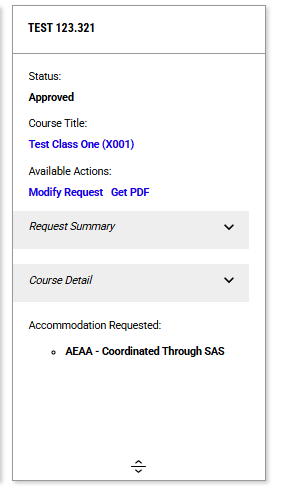 TEST 123.321
Status:
Approved
Course Title:
Test Class One (X001)
Available Actions:
Modify Request Get PDF
Request Summary
Course Detail
Accommodation Requested:
AEAA - Coordinated Through SAS